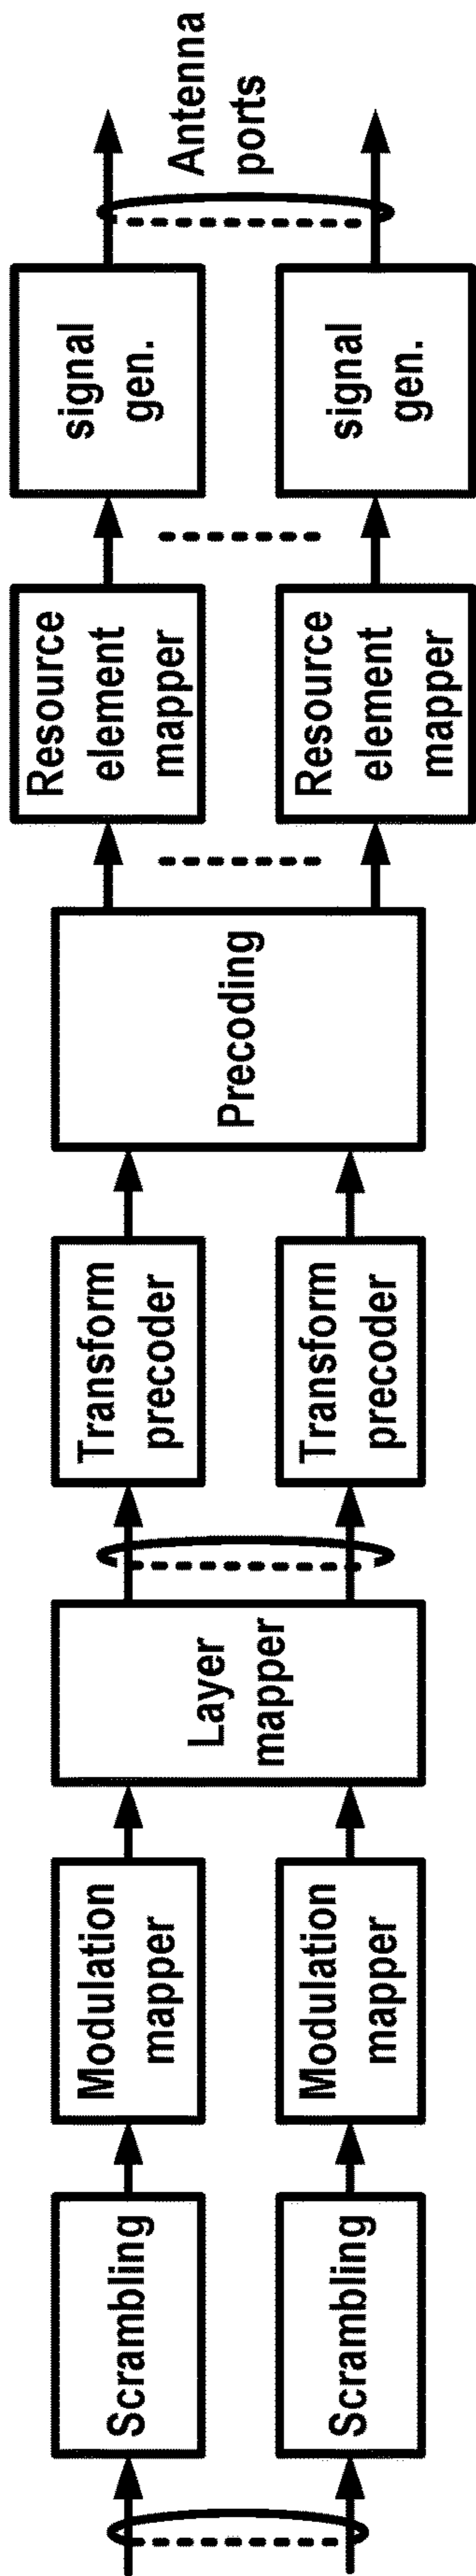 Scrambling
Scrambling
Modulation
mapper
Modulation
mapper
Layer
mapper
Transform
precoder
Transform
precoder
Precoding
Resource
element
mapper
Resource
element
mapper
signal
gen.
signal
gen.
Antenna
ports